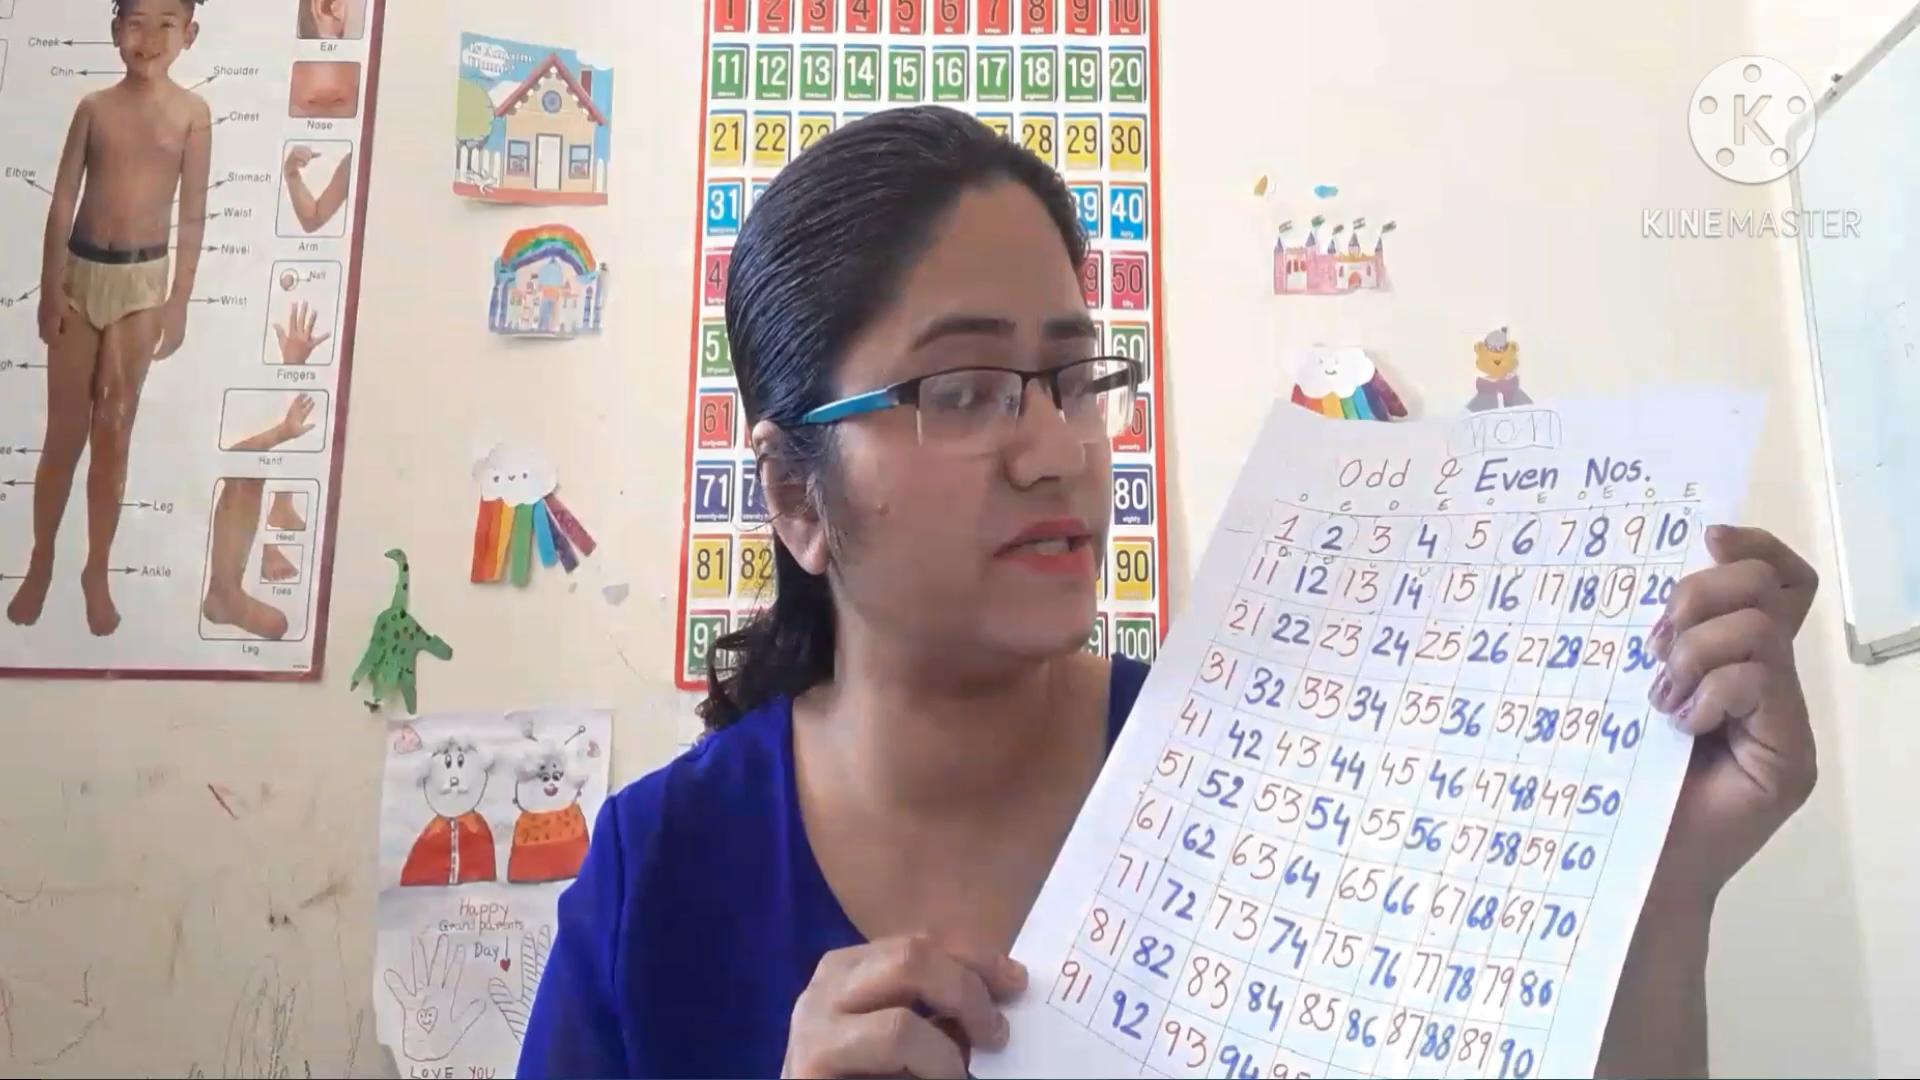 Cheek
Chin
Shoulder
Chest
Elbow
Stomach
Waist
Navel
Wrist
Leg
Ankle
Ear
Nose
Arm
Nail
Fingers
Hand
Heel
Toes
Leg
Happy
Grand parents
Day!
LOVE YOU
1 2 3 4 5 6 7 8 9 10
11 12 13 14 15 16 17 18 19 20
21 22 28 29 30
31 40
50
51 60
61
71 80
81 82 90
91 100
KINEMASTER
Odd & Even Nos.
O E O E O E O E O E
1 2 3 4 5 6 7 8 9 10
11 12 13 14 15 16 17 18 19 20
21 22 23 24 25 26 27 28 29 30
31 32 33 34 35 36 37 38 39 40
41 42 43 44 45 46 47 48 49 50
51 52 53 54 55 56 57 58 59 60
61 62 63 64 65 66 67 68 69 70
71 72 73 74 75 76 77 78 79 80
81 82 83 84 85 86 87 88 89 90
91 92 93 94 95